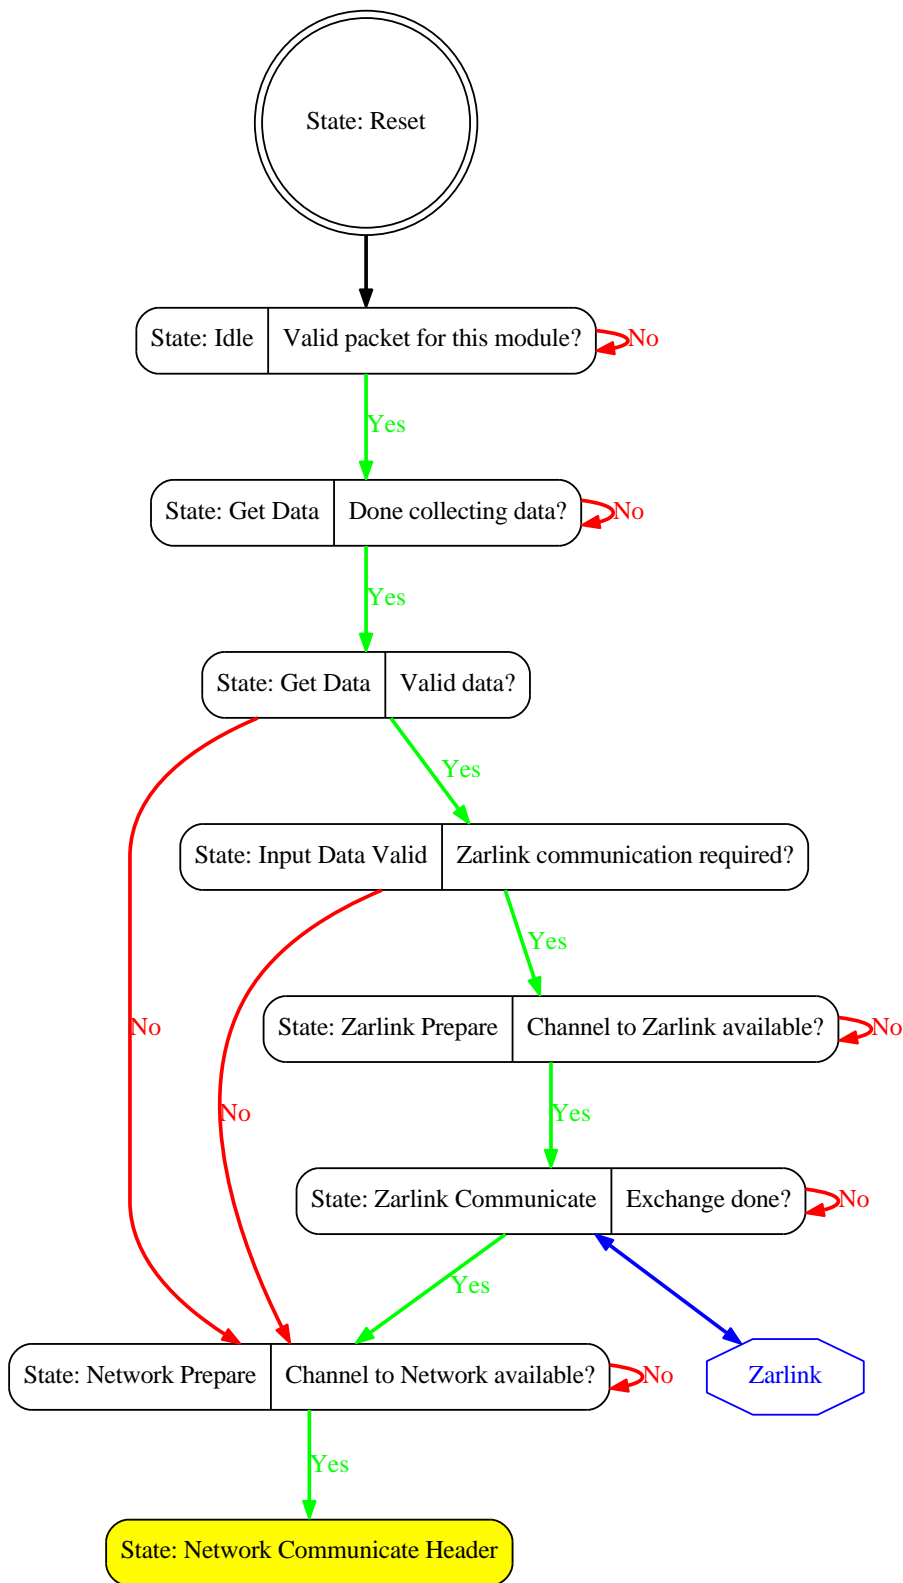 State: Reset
State: Idle
Valid packet for this module?
No
Yes
State: Get Data
Done collecting data?
No
Yes
State: Get Data
Valid data?
Yes
State: Input Data Valid
Zarlink communication required?
Yes
No
State: Zarlink Prepare
Channel to Zarlink available?
No
No
Yes
State: Zarlink Communicate
Exchange done?
No
Yes
State: Network Prepare
Channel to Network available?
No
Zarlink
Yes
State: Network Communicate Header